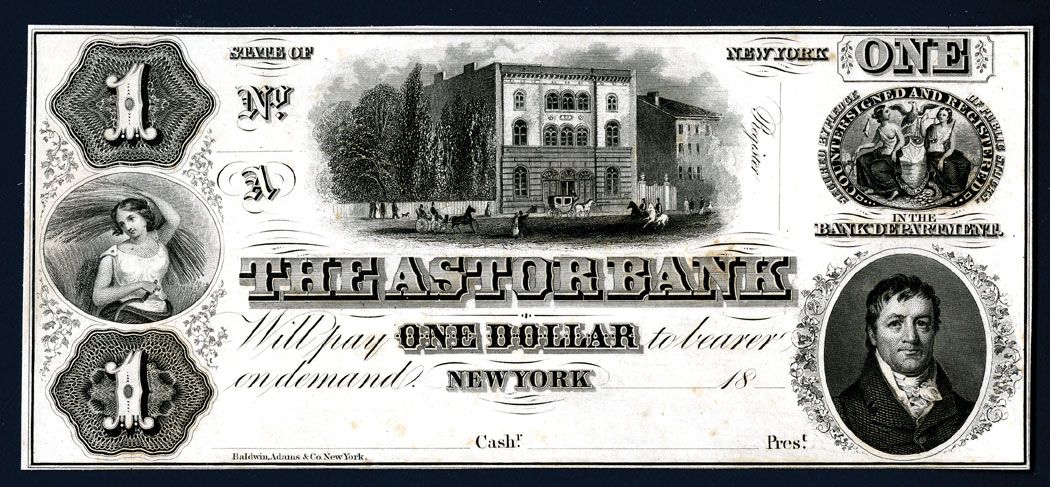 STATE OF NEW YORK ONE
1
No.
Register
SECURED BY PLEDGE OF PUBLIC STOCKS
COUNTERSIGNED AND REGISTERED
A
IN THE
BANK DEPARTMENT.
THE ASTOR BANK
Will pay ONE DOLLAR to bearer
on demand. NEW YORK 18
1
Cashr. Prest.
Baldwin, Adams & Co. New York.